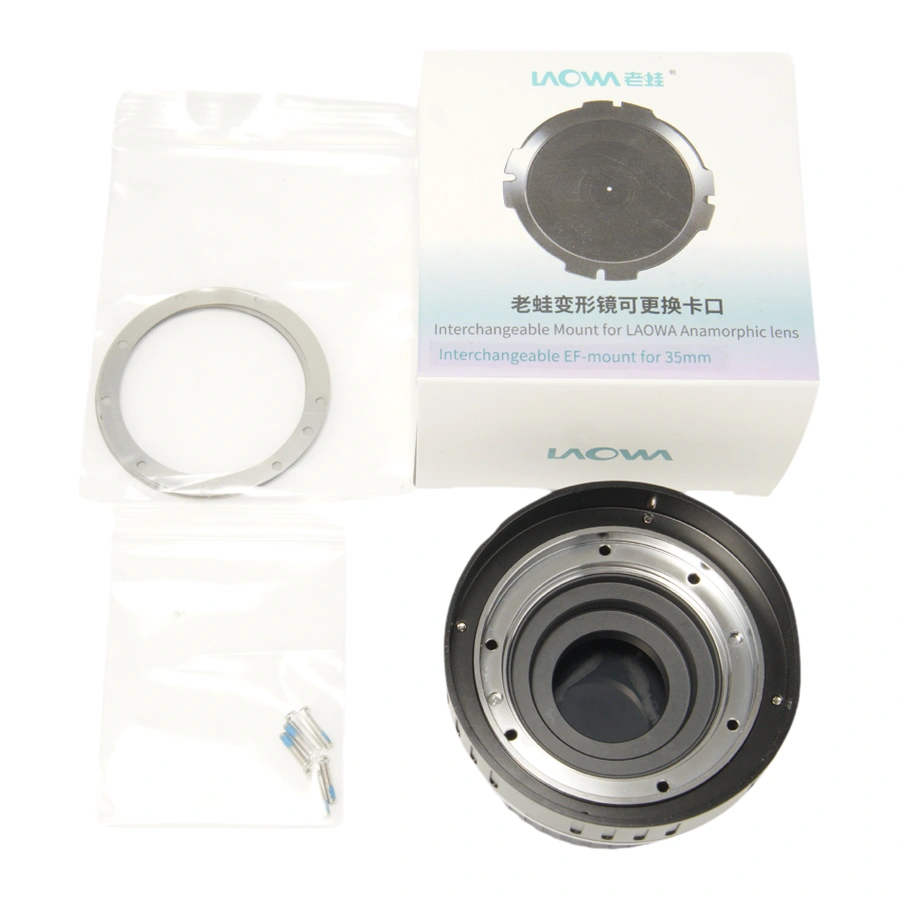 LAOWA 老蛙®
老蛙变形镜可更换卡口
Interchangeable Mount for LAOWA Anamorphic lens
Interchangeable EF-mount for 35mm
LAOWA